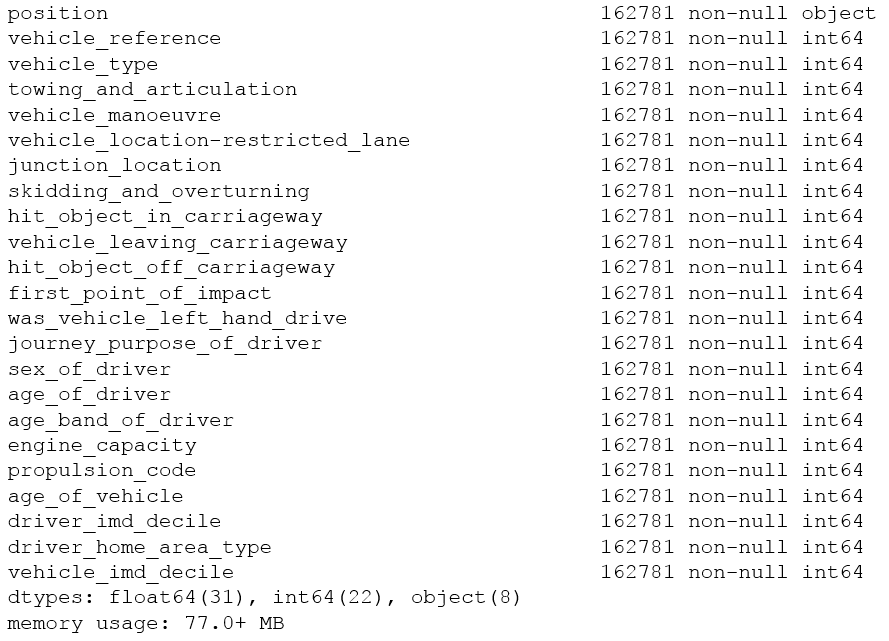 position 162781 non-null object
vehicle_reference 162781 non-null int64
vehicle_type 162781 non-null int64
towing_and_articulation 162781 non-null int64
vehicle_manoeuvre 162781 non-null int64
vehicle_location-restricted_lane 162781 non-null int64
junction_location 162781 non-null int64
skidding_and_overturning 162781 non-null int64
hit_object_in_carriageway 162781 non-null int64
vehicle_leaving_carriageway 162781 non-null int64
hit_object_off_carriageway 162781 non-null int64
first_point_of_impact 162781 non-null int64
was_vehicle_left_hand_drive 162781 non-null int64
journey_purpose_of_driver 162781 non-null int64
sex_of_driver 162781 non-null int64
age_of_driver 162781 non-null int64
age_band_of_driver 162781 non-null int64
engine_capacity 162781 non-null int64
propulsion_code 162781 non-null int64
age_of_vehicle 162781 non-null int64
driver_imd_decile 162781 non-null int64
driver_home_area_type 162781 non-null int64
vehicle_imd_decile 162781 non-null int64
dtypes: float64(31), int64(22), object(8)
memory usage: 77.0+ MB